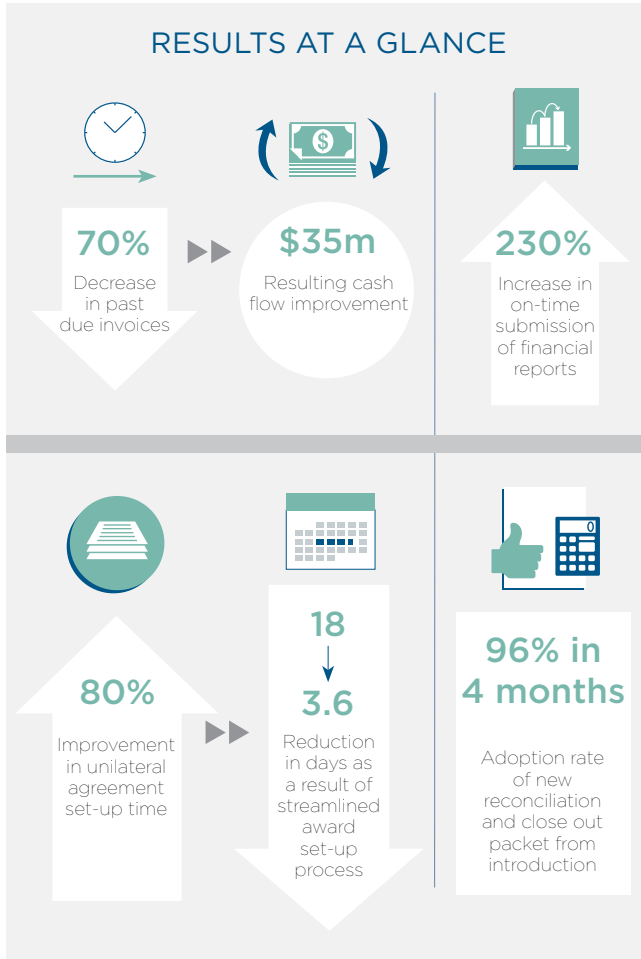 RESULTS AT A GLANCE
$
70%
Decrease
in past
due invoices
$35m
Resulting cash
flow improvement
230%
Increase in
on-time
submission
of financial
reports
80%
Improvement
in unilateral
agreement
set-up time
18
3.6
Reduction
in days as
a result of
streamlined
award
set-up
process
0
96% in
4 months
Adoption rate
of new
reconciliation
and close out
packet from
introduction